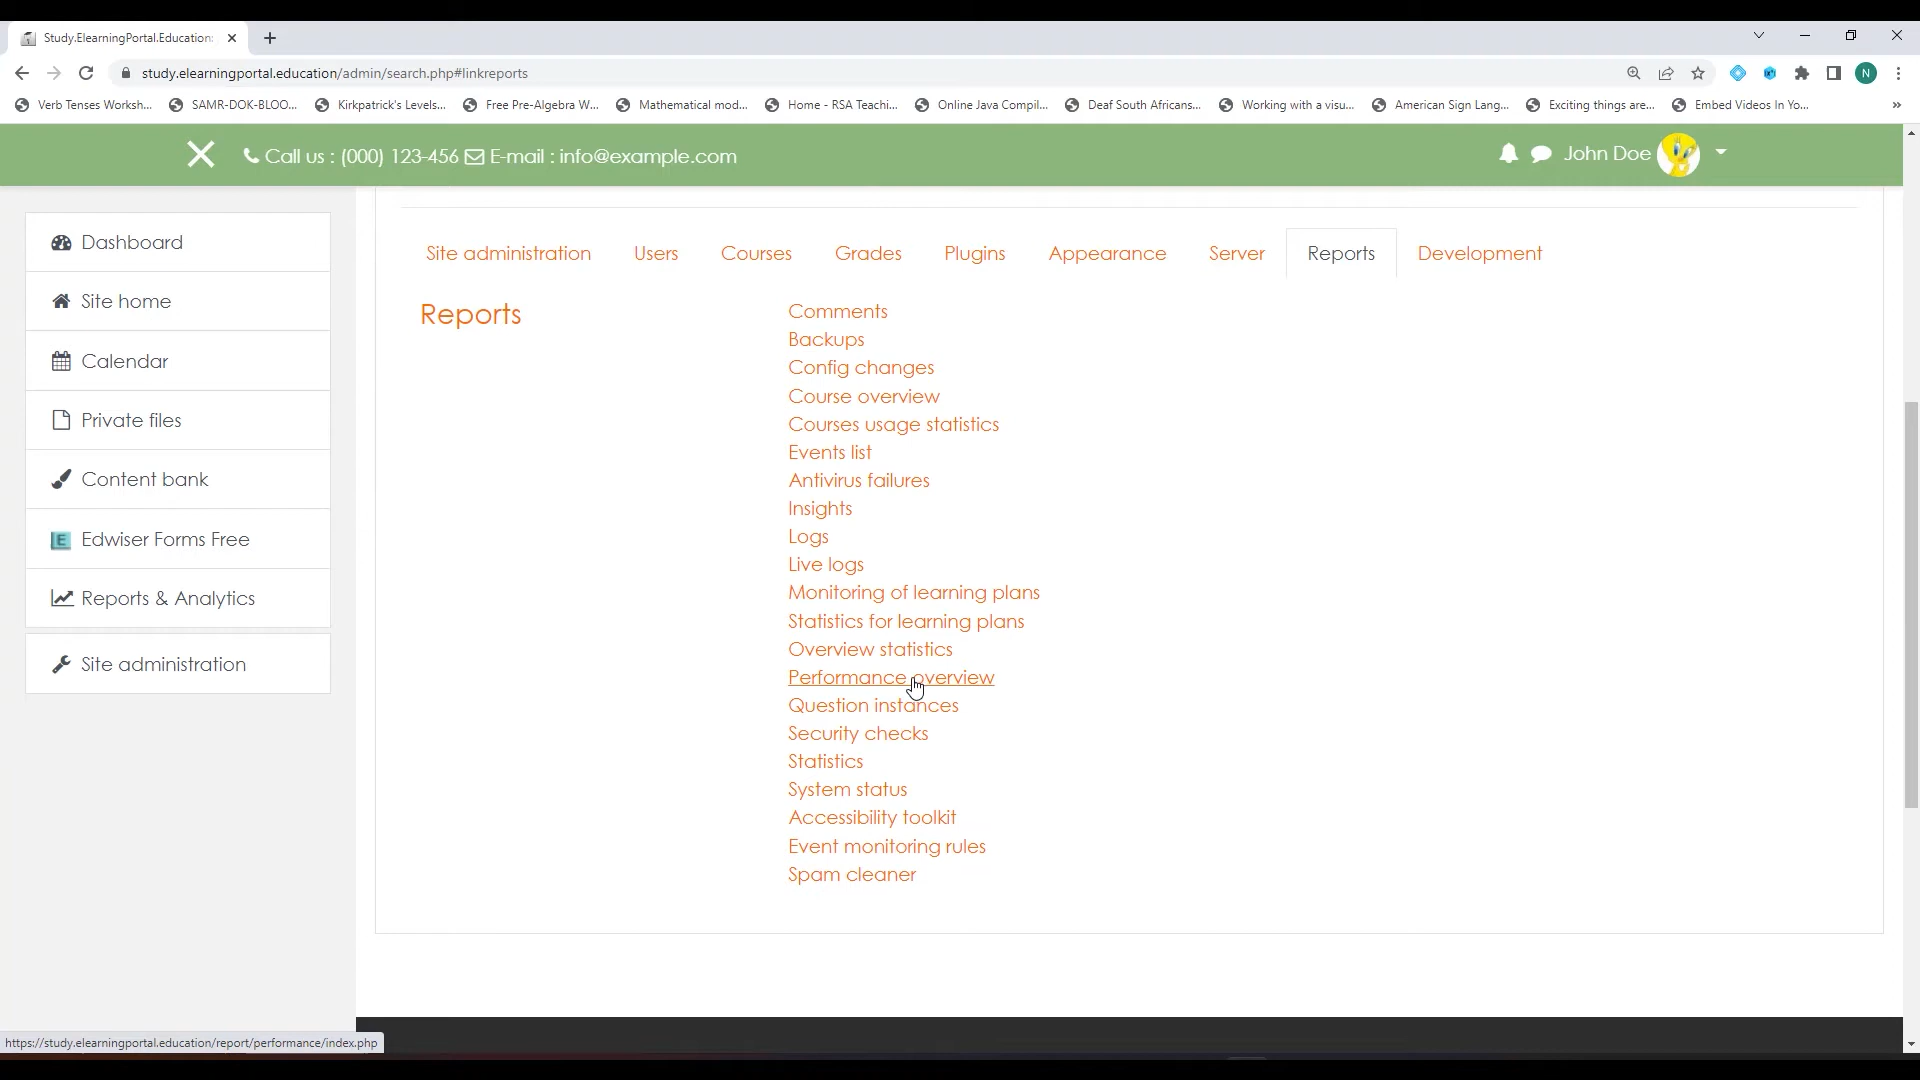 Study.ElearningPortal.Education:
study.elearningportal.education/admin/search.php#linkreports
N
Verb Tenses Worksh...
SAMR-DOK-BLOO...
Kirkpatrick's Levels...
Free Pre-Algebra W...
Mathematical mod...
Home - RSA Teachi...
Online Java Compil...
Deaf South Africans...
Working with a visu...
American Sign Lang...
Exciting things are...
Embed Videos In Yo...
»
Call us : (000) 123-456 E-mail : info@example.com
John Doe
Dashboard
Site home
Calendar
Private files
Content bank
E Edwiser Forms Free
Reports & Analytics
Site administration
Site administration
Users
Courses
Grades
Plugins
Appearance
Server
Reports
Development
Reports
Comments
Backups
Config changes
Course overview
Courses usage statistics
Events list
Antivirus failures
Insights
Logs
Live logs
Monitoring of learning plans
Statistics for learning plans
Overview statistics
Performance overview
Question instances
Security checks
Statistics
System status
Accessibility toolkit
Event monitoring rules
Spam cleaner
https://study.elearningportal.education/report/performance/index.php